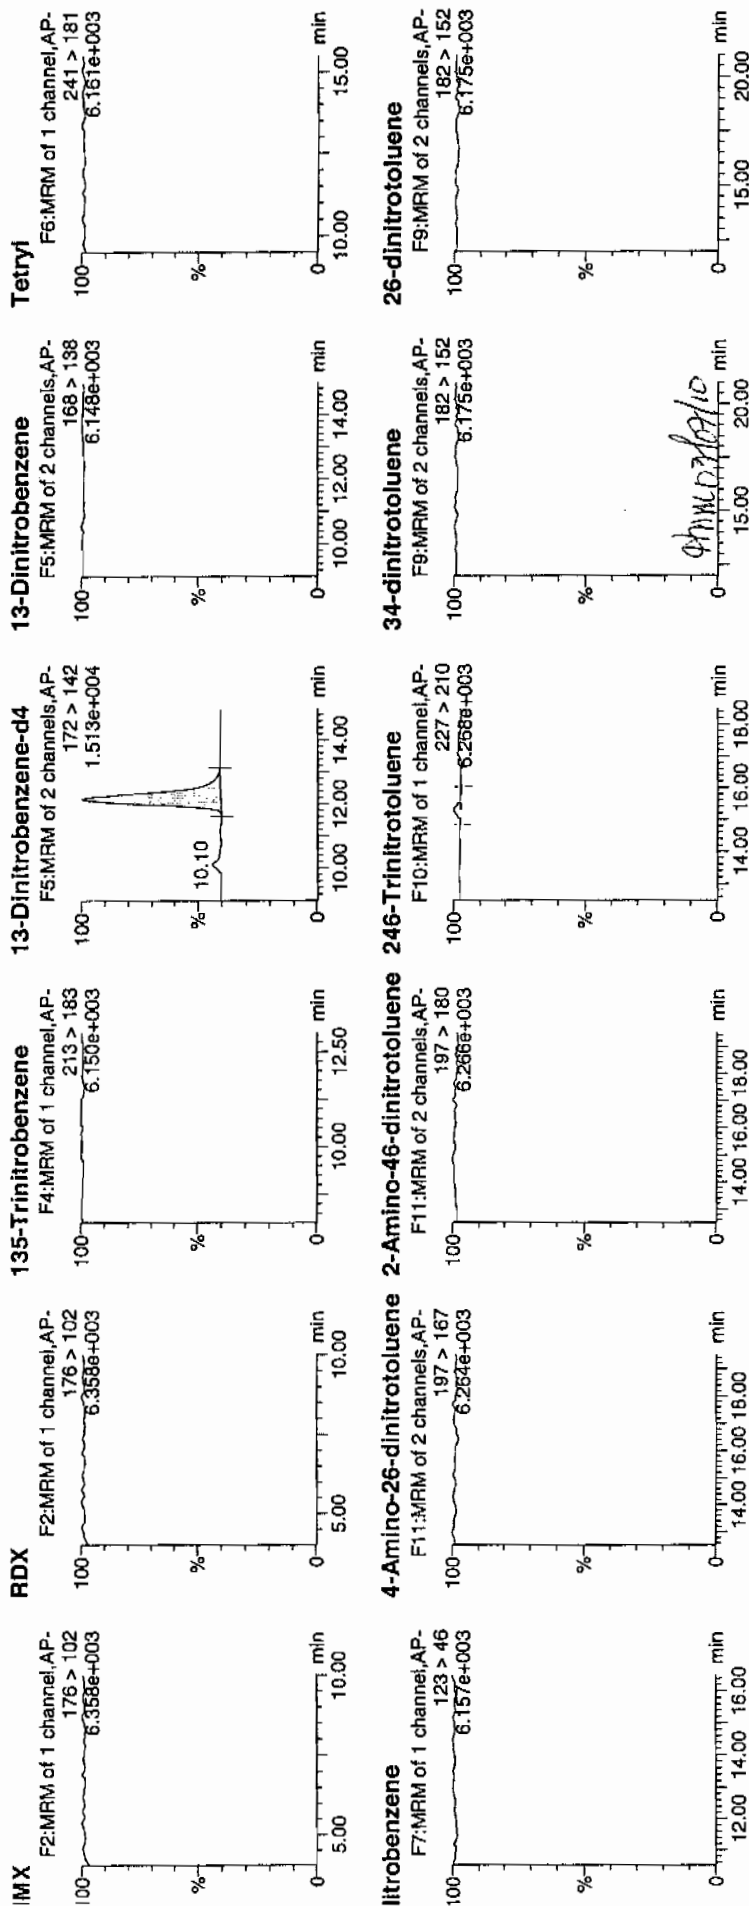 IMX
F2:MRM of 1 channel,AP-
176 > 102
6.358e+003
100
%
0
5.00
10.00
min
RDX
F2:MRM of 1 channel,AP-
176 > 102
6.358e+003
100
%
0
5.00
10.00
min
135-Trinitrobenzene
F4:MRM of 1 channel,AP-
213 > 183
6.150e+003
100
%
0
10.00
12.50
min
13-Dinitrobenzene-d4
F5:MRM of 2 channels,AP-
172 > 142
1.513e+004
100
10.10
%
0
10.00
12.00
14.00
min
13-Dinitrobenzene
F5:MRM of 2 channels,AP-
168 > 138
6.148e+003
100
%
0
10.00
12.00
14.00
min
Tetryl
F6:MRM of 1 channel,AP-
241 > 181
6.161e+003
100
%
0
10.00
15.00
min
litrobenzene
F7:MRM of 1 channel,AP-
123 > 46
6.157e+003
100
%
0
12.00
14.00
16.00
min
4-Amino-26-dinitrotoluene
F11:MRM of 2 channels,AP-
197 > 167
6.264e+003
100
%
0
14.00
16.00
18.00
min
2-Amino-46-dinitrotoluene
F11:MRM of 2 channels,AP-
197 > 180
6.266e+003
100
%
0
14.00
16.00
18.00
min
246-Trinitrotoluene
F10:MRM of 1 channel,AP-
227 > 210
6.268e+003
100
%
0
14.00
16.00
18.00
min
34-dinitrotoluene
F9:MRM of 2 channels,AP-
182 > 152
6.175e+003
100
%
0
15.00
20.00
min
26-dinitrotoluene
F9:MRM of 2 channels,AP-
182 > 152
6.175e+003
100
%
0
15.00
20.00
min